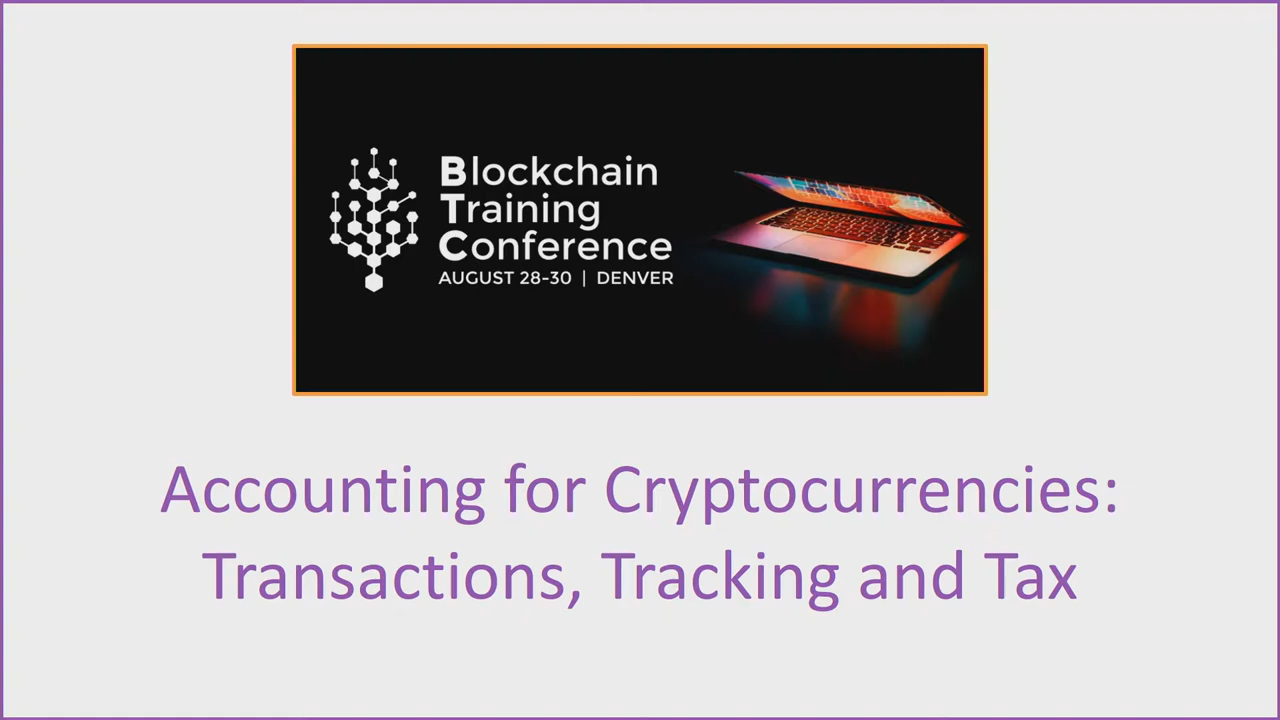 Blockchain
Training
Conference
AUGUST 28-30 | DENVER
Accounting for Cryptocurrencies:
Transactions, Tracking and Tax